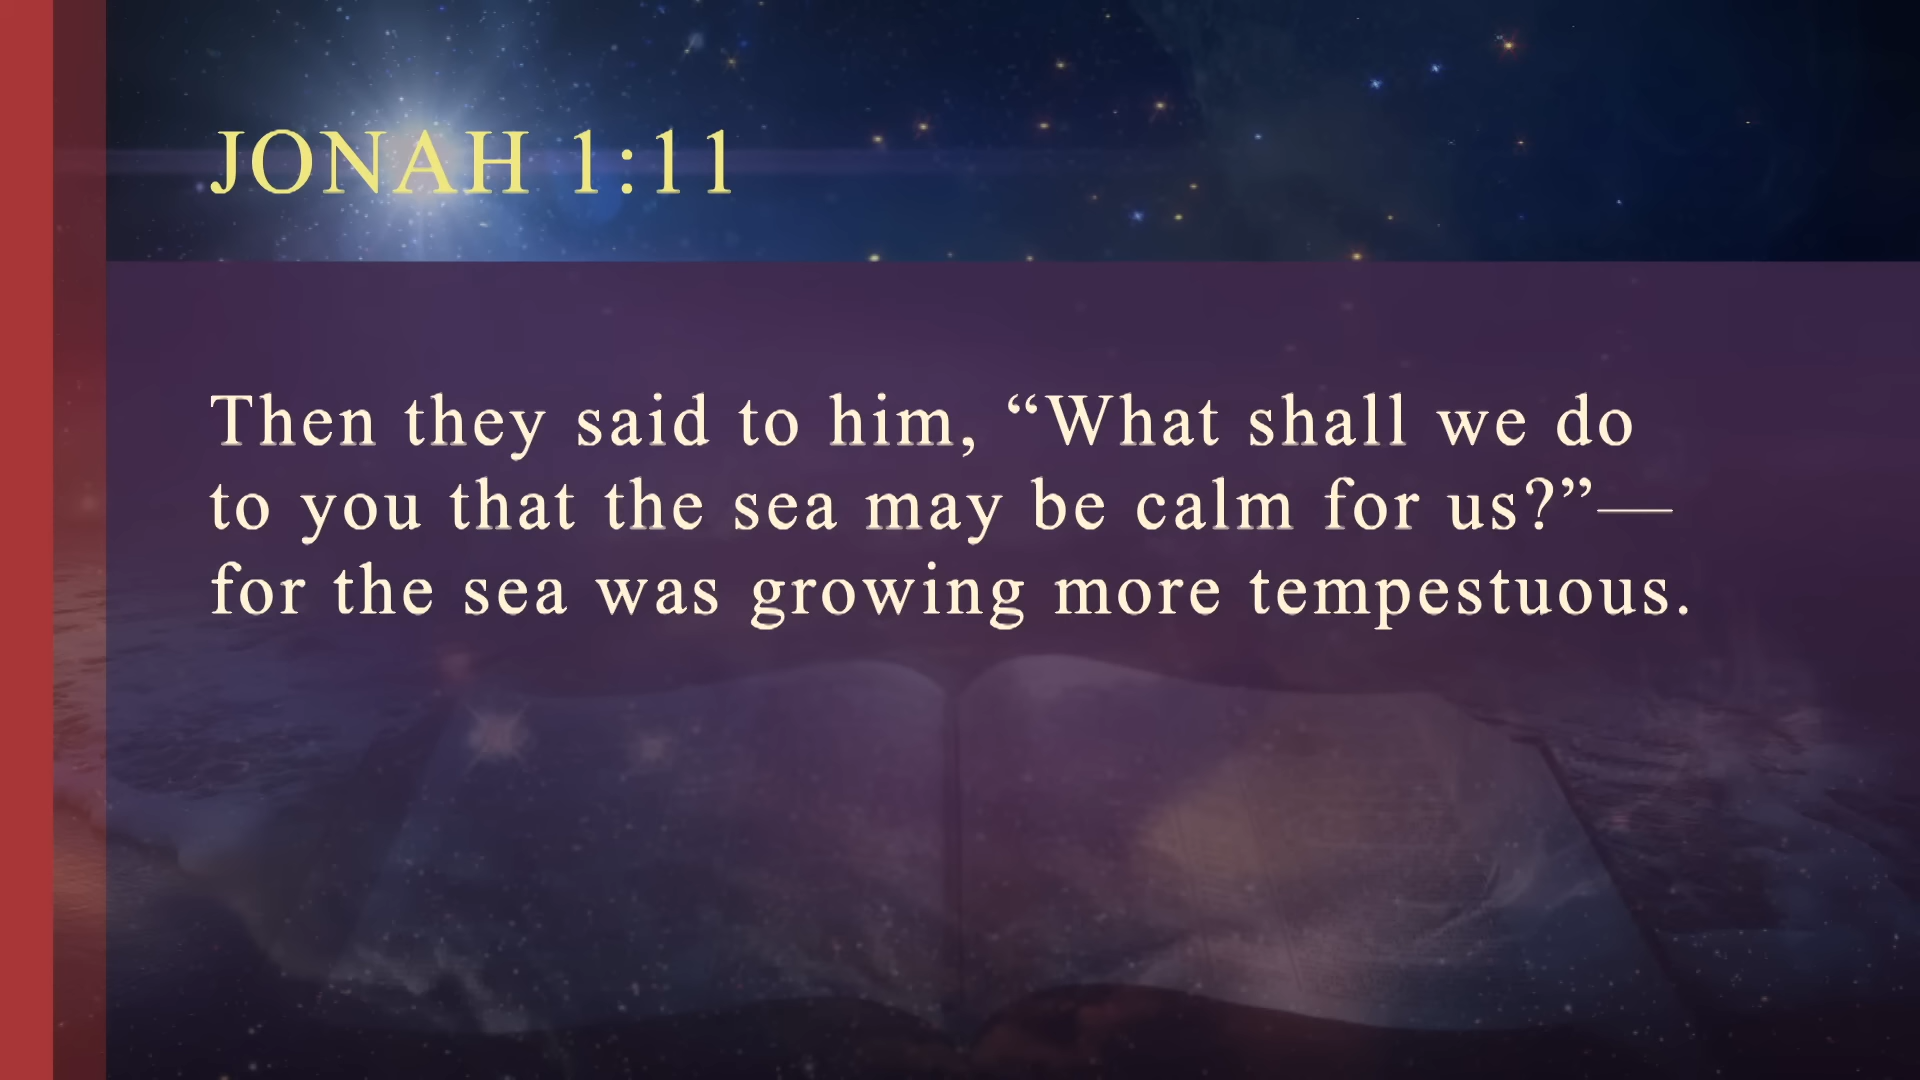 JONAH 1:11
Then they said to him, “What shall we do
to you that the sea may be calm for us?”—
for the sea was growing more tempestuous.